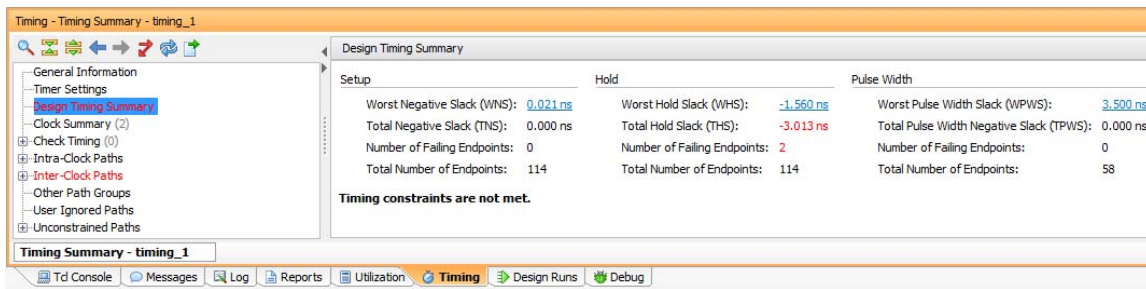 Timing - Timing Summary - timing_1
General Information
Timer Settings
Design Timing Summary
Clock Summary (2)
Check Timing (0)
Intra-Clock Paths
Inter-Clock Paths
Other Path Groups
User Ignored Paths
Unconstrained Paths
Design Timing Summary
Setup Hold Pulse Width
Worst Negative Slack (WNS): 0.021 ns Worst Hold Slack (WHS): -1.560 ns Worst Pulse Width Slack (WPWS): 3.500 ns
Total Negative Slack (TNS): 0.000 ns Total Hold Slack (THS): -3.013 ns Total Pulse Width Negative Slack (TPWS): 0.000 ns
Number of Failing Endpoints: 0 Number of Failing Endpoints: 2 Number of Failing Endpoints: 0
Total Number of Endpoints: 114 Total Number of Endpoints: 114 Total Number of Endpoints: 58
Timing constraints are not met.
Timing Summary - timing_1
Tcl Console Messages Log Reports Utilization Timing Design Runs Debug